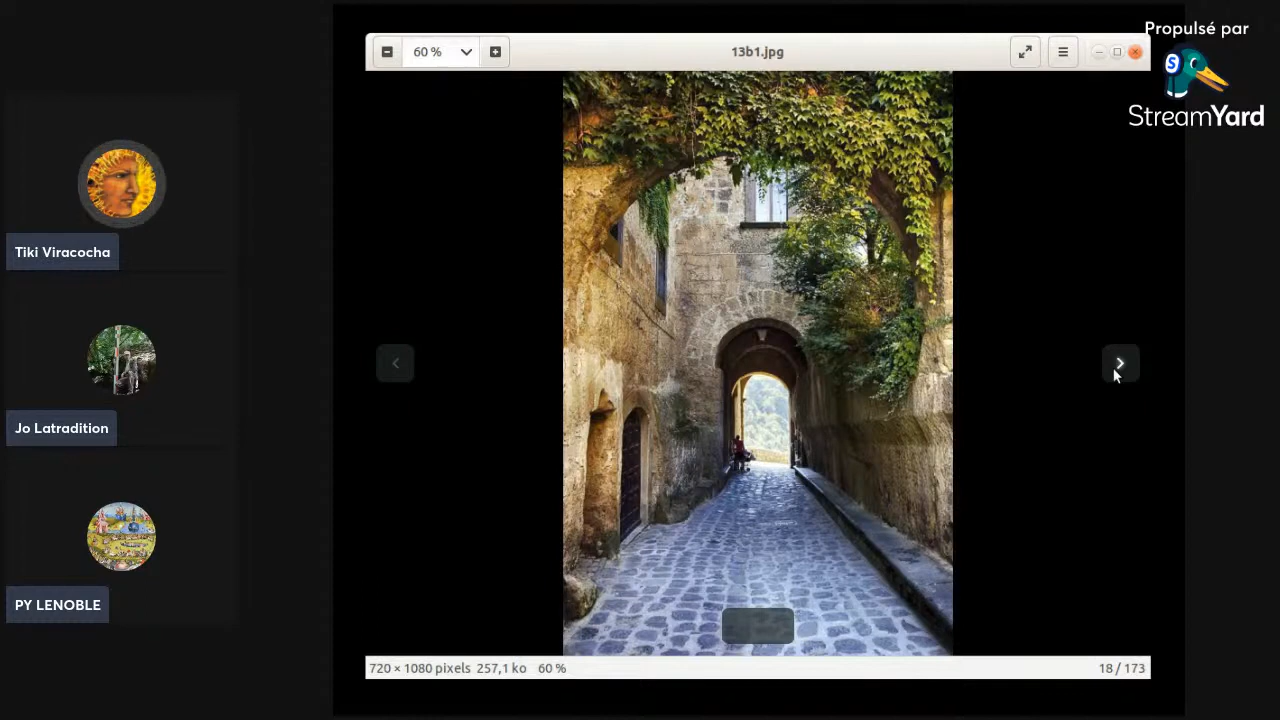 Propulsé par
StreamYard
60 %
13b1.jpg
Tiki Viracocha
Jo Latradition
PY LENOBLE
720 × 1080 pixels 257,1 ko 60 %
18 / 173